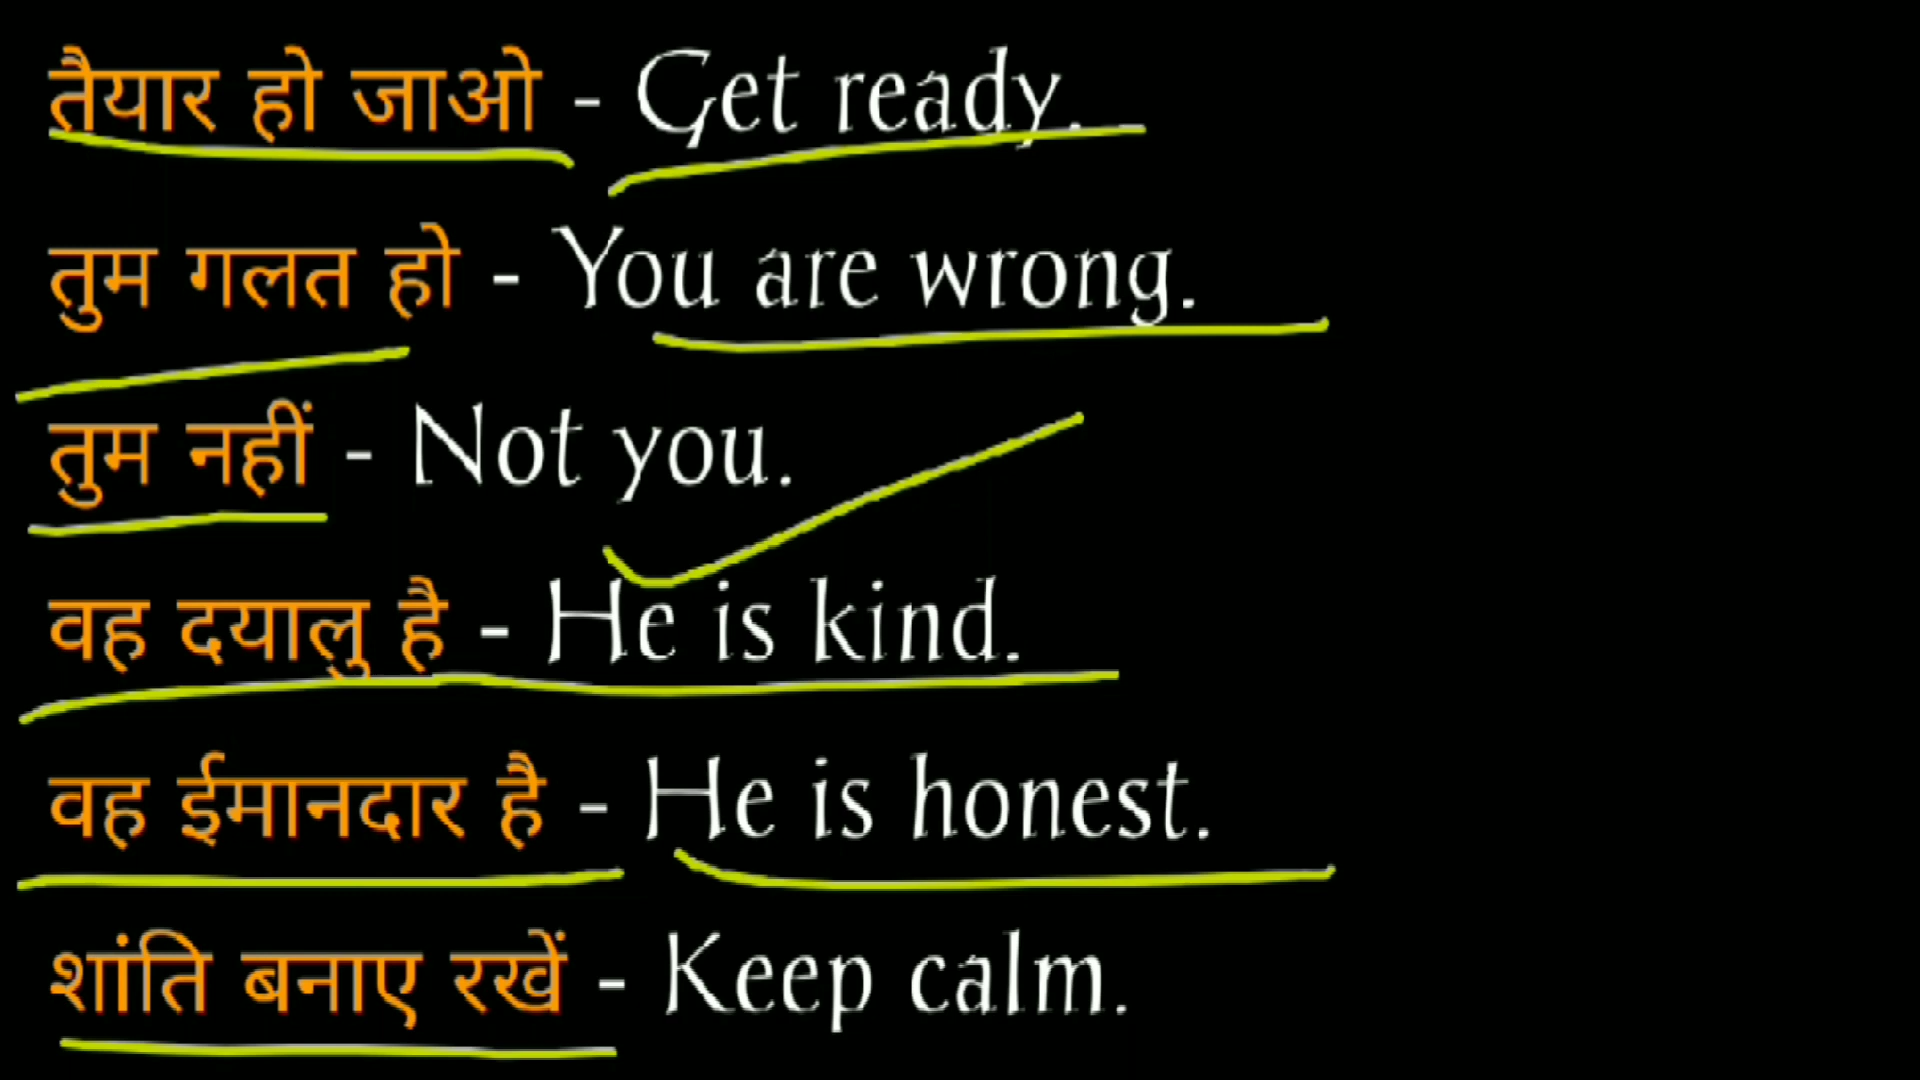 तैयार हो जाओ - Get ready.
तुम गलत हो - You are wrong.
तुम नहीं - Not you.
वह दयालु है - He is kind.
वह ईमानदार है - He is honest.
शांति बनाए रखें - Keep calm.